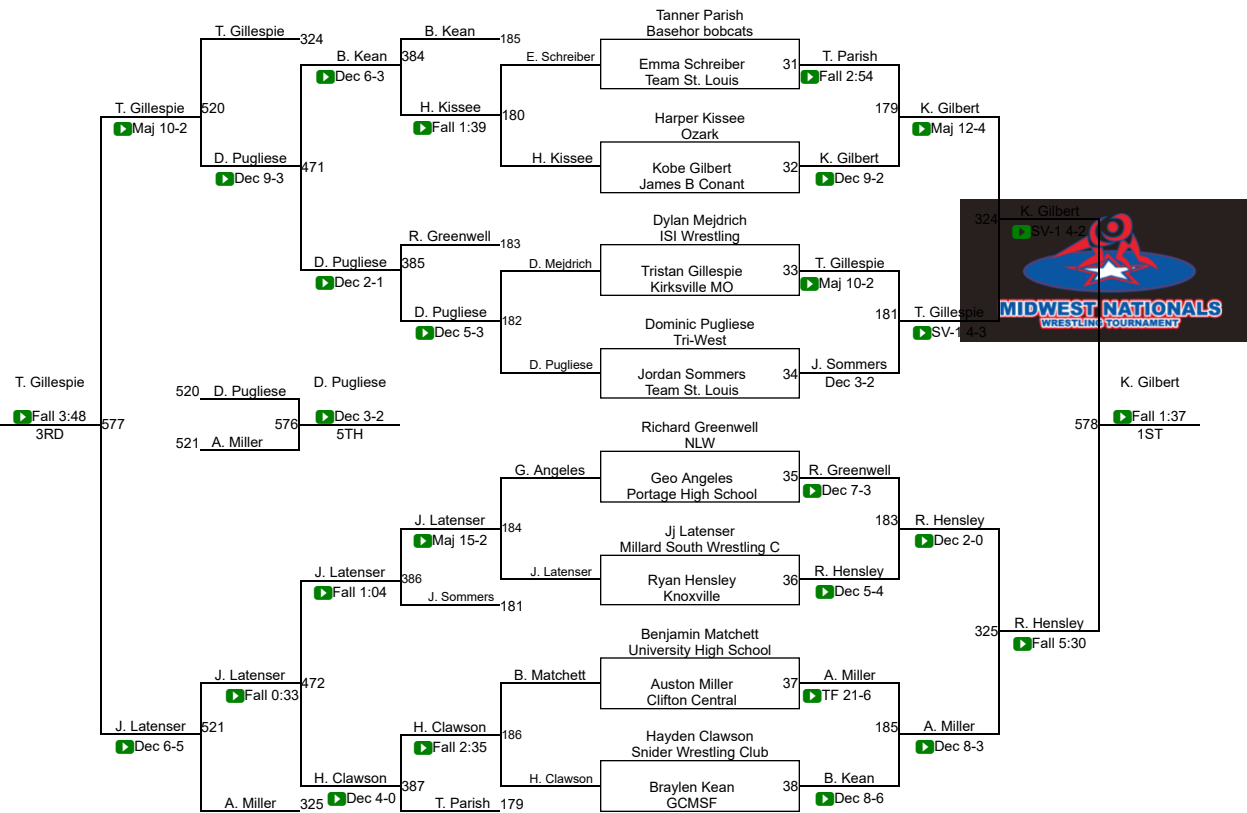 Tanner Parish
Basehor bobcats
T. Gillespie 324 B. Kean 185
B. Kean 384 E. Schreiber Emma Schreiber 31 T. Parish
Dec 6-3 Team St. Louis Fall 2:54
T. Gillespie 520 H. Kissee 180 179 K. Gilbert
Maj 10-2 Fall 1:39 Harper Kissee Maj 12-4
Ozark
D. Pugliese 471 H. Kissee Kobe Gilbert 32 K. Gilbert
Dec 9-3 James B Conant Dec 9-2
Dylan Mejdrich 324 K. Gilbert
R. Greenwell 183 ISI Wrestling SV-1 4-2
D. Pugliese 385 D. Mejdrich Tristan Gillespie 33 T. Gillespie
Dec 2-1 Kirksville MO Maj 10-2
MIDWEST NATIONALS
D. Pugliese 182 181 T. Gillespie WRESTLING TOURNAMENT
Dec 5-3 Dominic Pugliese SV-1 4-3
Tri-West
D. Pugliese Jordan Sommers 34 J. Sommers
Team St. Louis Dec 3-2
T. Gillespie 520 D. Pugliese D. Pugliese K. Gilbert
Fall 3:48 577 576 Dec 3-2 578 Fall 1:37
3RD 521 A. Miller 5TH Richard Greenwell 1ST
NLW
G. Angeles Geo Angeles 35 R. Greenwell
Portage High School Dec 7-3
J. Latenser 184 183 R. Hensley
Maj 15-2 Jj Latenser Dec 2-0
Millard South Wrestling C
J. Latenser 386 J. Latenser Ryan Hensley 36 R. Hensley
Fall 1:04 Knoxville Dec 5-4
J. Sommers 181
Benjamin Matchett 325 R. Hensley
University High School Fall 5:30
J. Latenser 472 B. Matchett Auston Miller 37 A. Miller
Fall 0:33 Clifton Central TF 21-6
J. Latenser 521 H. Clawson 186 185 A. Miller
Dec 6-5 Fall 2:35 Hayden Clawson Dec 8-3
Snider Wrestling Club
H. Clawson 387 H. Clawson Braylen Kean 38 B. Kean
A. Miller 325 Dec 4-0 T. Parish 179 GCMSF Dec 8-6